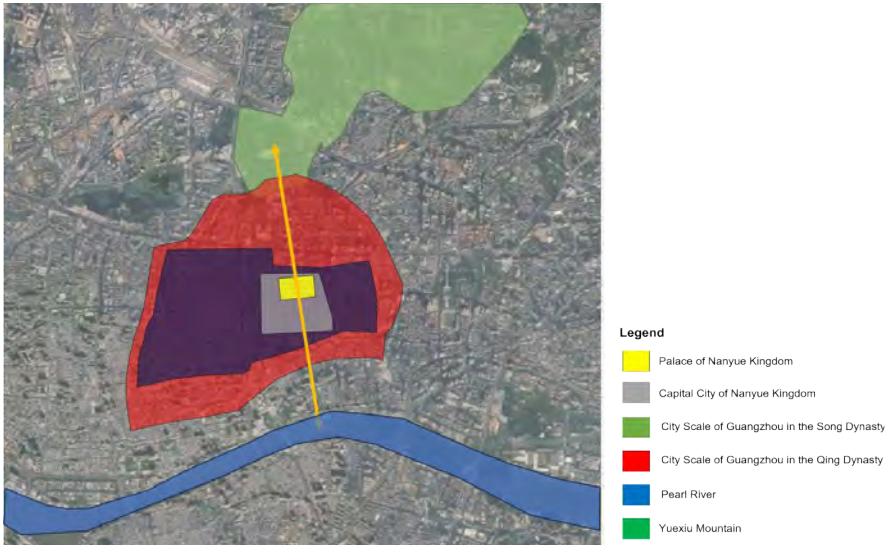 Legend
Palace of Nanyue Kingdom
Capital City of Nanyue Kingdom
City Scale of Guangzhou in the Song Dynasty
City Scale of Guangzhou in the Qing Dynasty
Pearl River
Yuexiu Mountain